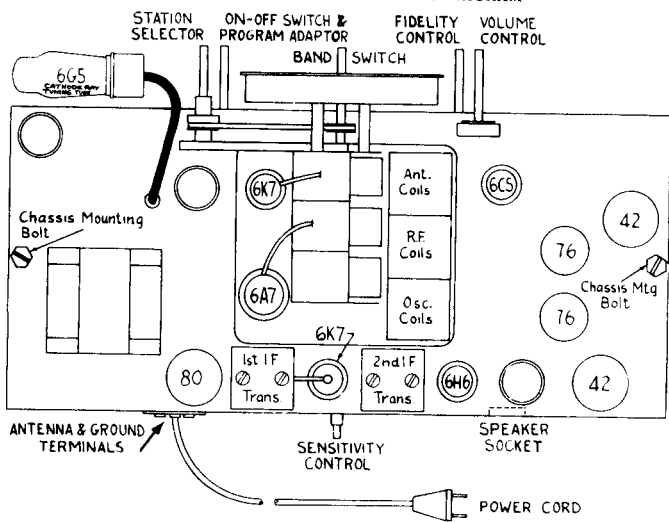 STATION
SELECTOR
ON-OFF SWITCH &
PROGRAM ADAPTOR
BAND SWITCH
FIDELITY
CONTROL
VOLUME
CONTROL
6G5
CATHODE RAY
TUNING TUBE
6K7
Ant.
Coils
6C5
Chassis Mounting
Bolt
R.F.
Coils
42
76
6A7
Osc.
Coils
Chassis Mtg
Bolt
76
6K7
80
1st IF
Trans.
2nd IF
Trans.
6H6
42
ANTENNA & GROUND
TERMINALS
SENSITIVITY
CONTROL
SPEAKER
SOCKET
POWER CORD